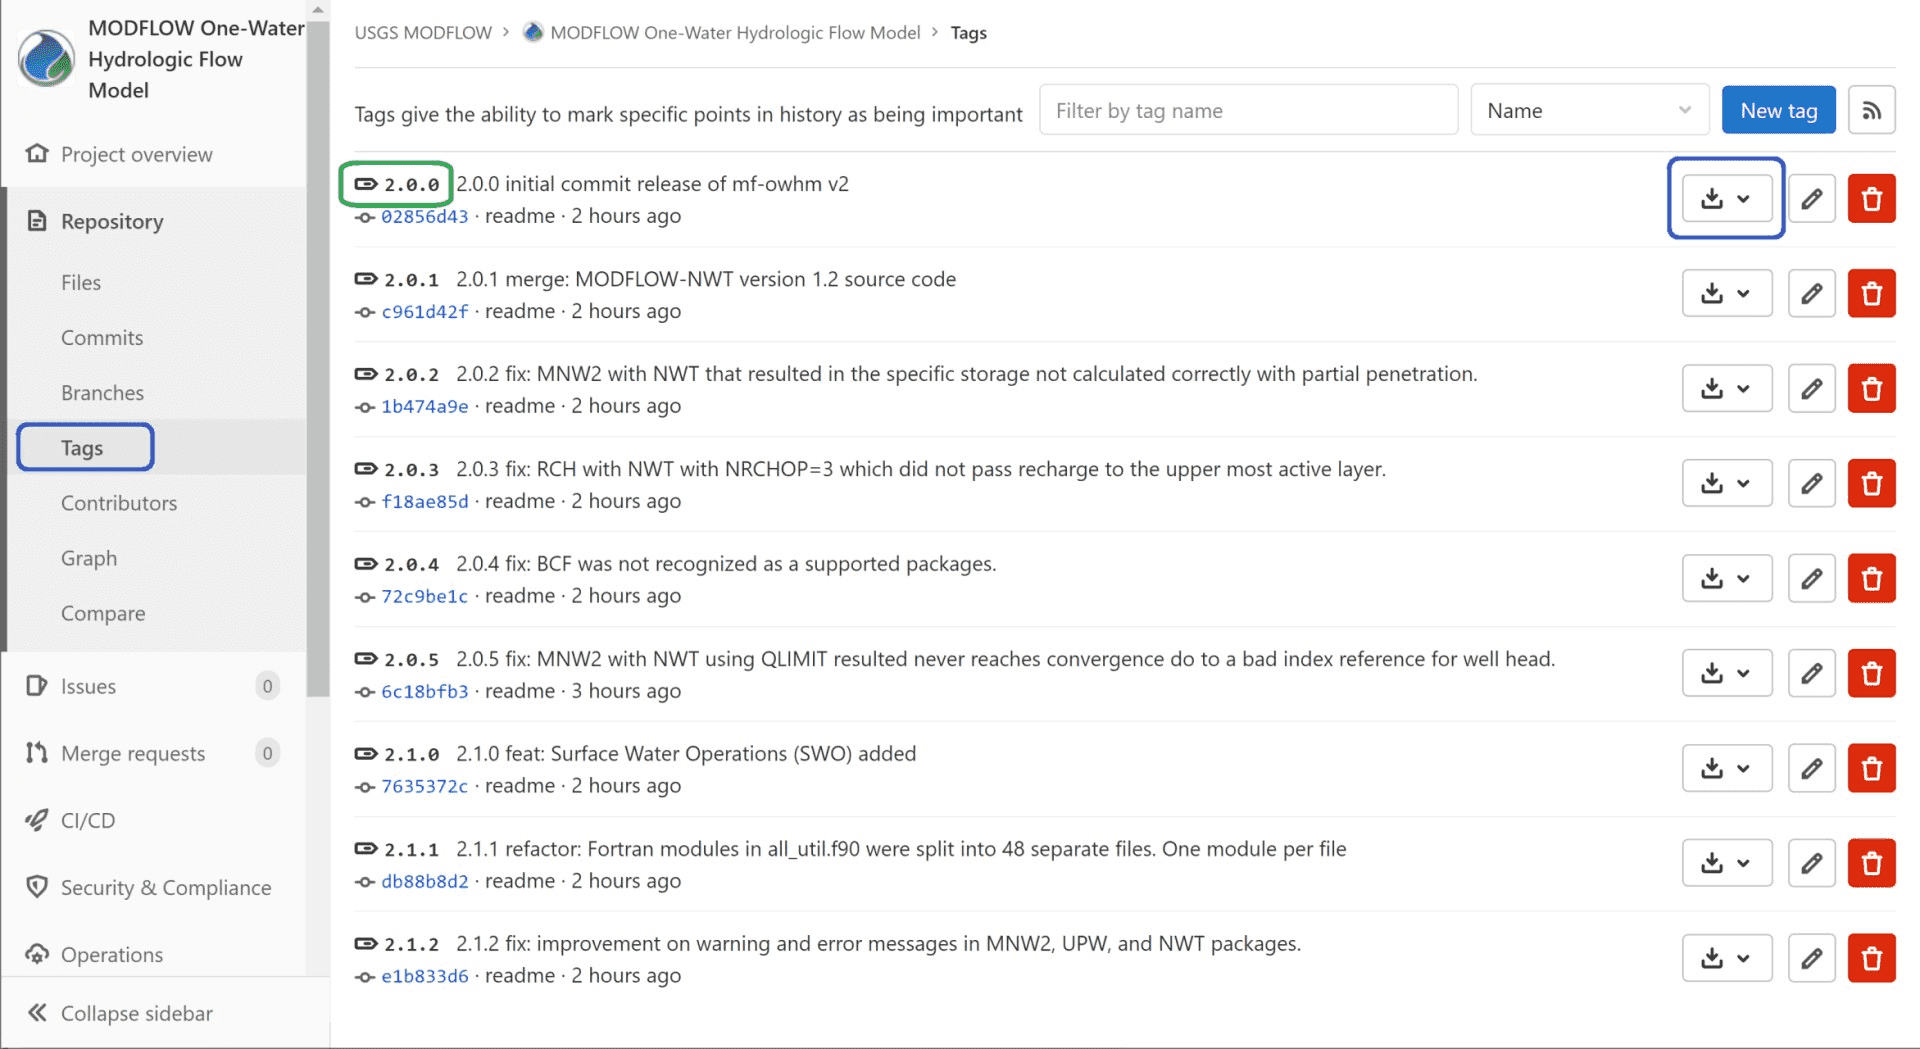 MODFLOW One-Water
Hydrologic Flow
Model
Project overview
Repository
Files
Commits
Branches
Tags
Contributors
Graph
Compare
Issues 0
Merge requests 0
CI/CD
Security & Compliance
Operations
Collapse sidebar
USGS MODFLOW > MODFLOW One-Water Hydrologic Flow Model > Tags
Tags give the ability to mark specific points in history as being important
Filter by tag name
Name
New tag
2.0.0 2.0.0 initial commit release of mf-owhm v2
02856d43 · readme · 2 hours ago
2.0.1 2.0.1 merge: MODFLOW-NWT version 1.2 source code
c961d42f · readme · 2 hours ago
2.0.2 2.0.2 fix: MNW2 with NWT that resulted in the specific storage not calculated correctly with partial penetration.
1b474a9e · readme · 2 hours ago
2.0.3 2.0.3 fix: RCH with NWT with NRCHOP=3 which did not pass recharge to the upper most active layer.
f18ae85d · readme · 2 hours ago
2.0.4 2.0.4 fix: BCF was not recognized as a supported packages.
72c9be1c · readme · 2 hours ago
2.0.5 2.0.5 fix: MNW2 with NWT using QLIMIT resulted never reaches convergence do to a bad index reference for well head.
6c18bfb3 · readme · 3 hours ago
2.1.0 2.1.0 feat: Surface Water Operations (SWO) added
7635372c · readme · 2 hours ago
2.1.1 2.1.1 refactor: Fortran modules in all_util.f90 were split into 48 separate files. One module per file
db88b8d2 · readme · 2 hours ago
2.1.2 2.1.2 fix: improvement on warning and error messages in MNW2, UPW, and NWT packages.
e1b833d6 · readme · 2 hours ago